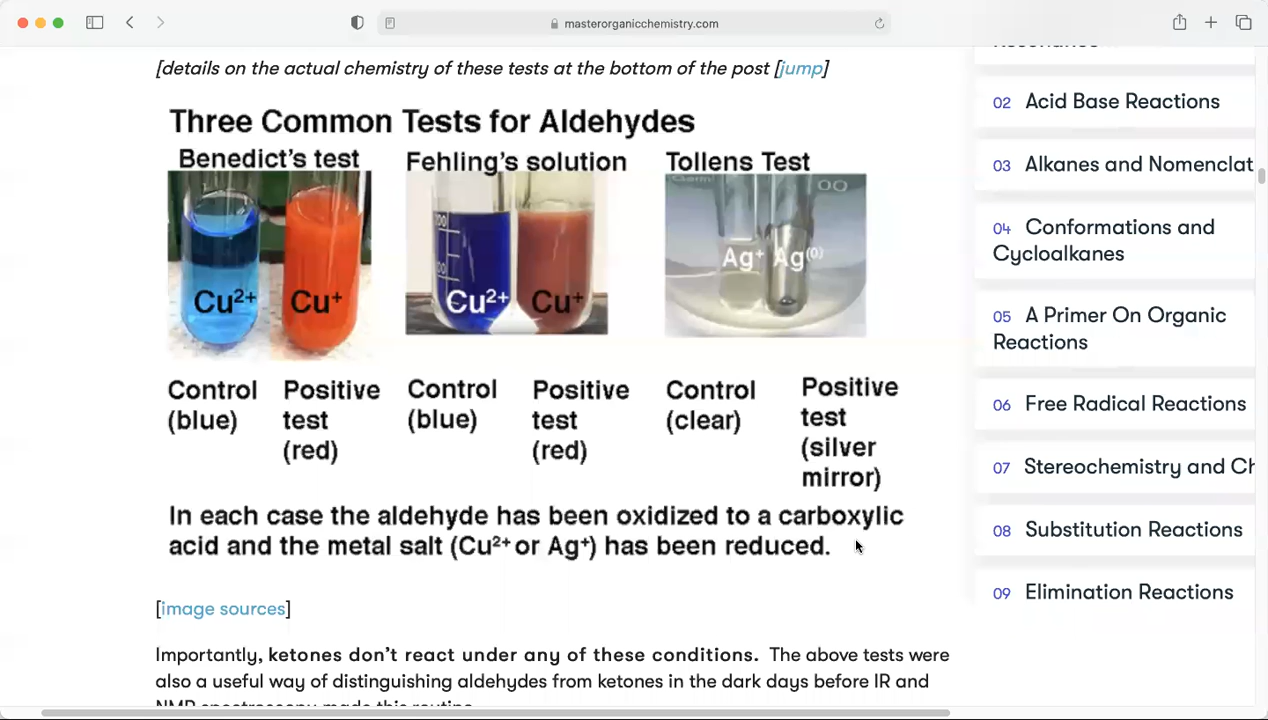 masterorganicchemistry.com
[details on the actual chemistry of these tests at the bottom of the post [jump]
Three Common Tests for Aldehydes
Benedict's test
Fehling's solution
Tollens Test
Cu2+
Cu+
Cu2+
Cu+
Ag+
Ag(0)
Control
(blue)
Positive
test
(red)
Control
(blue)
Positive
test
(red)
Control
(clear)
Positive
test
(silver
mirror)
In each case the aldehyde has been oxidized to a carboxylic
acid and the metal salt (Cu2+ or Ag+) has been reduced.
[image sources]
Importantly, ketones don't react under any of these conditions. The above tests were
also a useful way of distinguishing aldehydes from ketones in the dark days before IR and
02 Acid Base Reactions
03 Alkanes and Nomenclat
04 Conformations and
Cycloalkanes
05 A Primer On Organic
Reactions
06 Free Radical Reactions
07 Stereochemistry and Ch
08 Substitution Reactions
09 Elimination Reactions